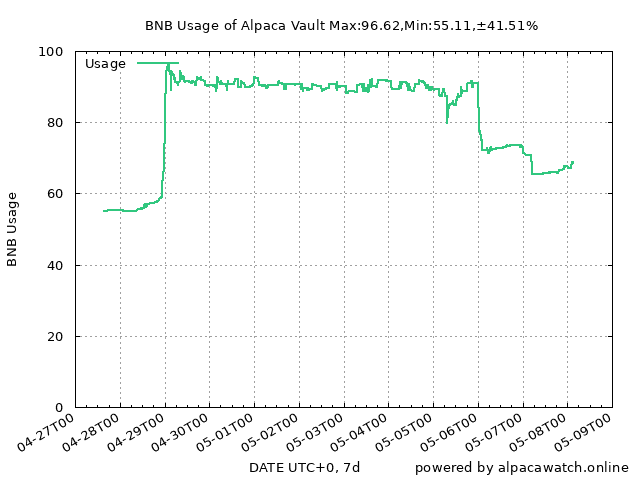 BNB Usage of Alpaca Vault Max:96.62,Min:55.11,±41.51%
Usage
100
80
60
40
20
0
BNB Usage
04-27T00
04-28T00
04-29T00
04-30T00
05-01T00
05-02T00
05-03T00
05-04T00
05-05T00
05-06T00
05-07T00
05-08T00
05-09T00
DATE UTC+0, 7d
powered by alpacawatch.online